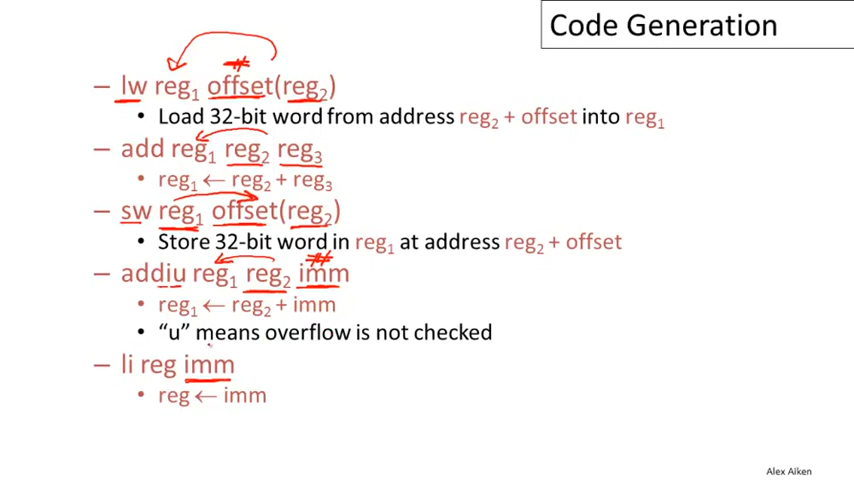 Code Generation
– lw reg₁ offset(reg₂)
• Load 32-bit word from address reg₂ + offset into reg₁
– add reg₁ reg₂ reg₃
• reg₁ ← reg₂ + reg₃
– sw reg₁ offset(reg₂)
• Store 32-bit word in reg₁ at address reg₂ + offset
– addiu reg₁ reg₂ imm
• reg₁ ← reg₂ + imm
• “u” means overflow is not checked
– li reg imm
• reg ← imm
Alex Aiken